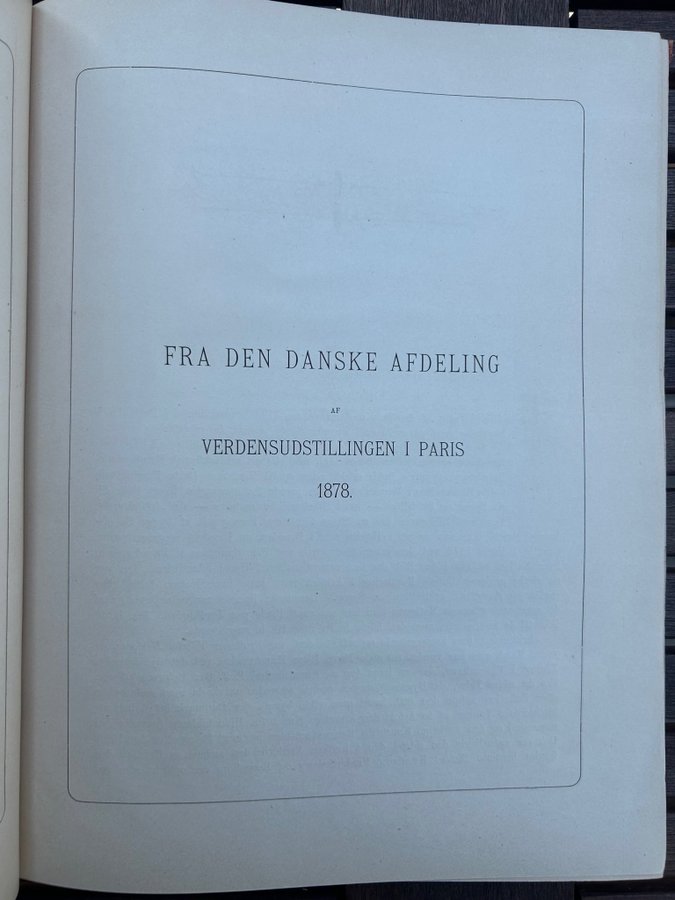 FRA DEN DANSKE AFDELING
AF
VERDENSUDSTILLINGEN I PARIS
1878.